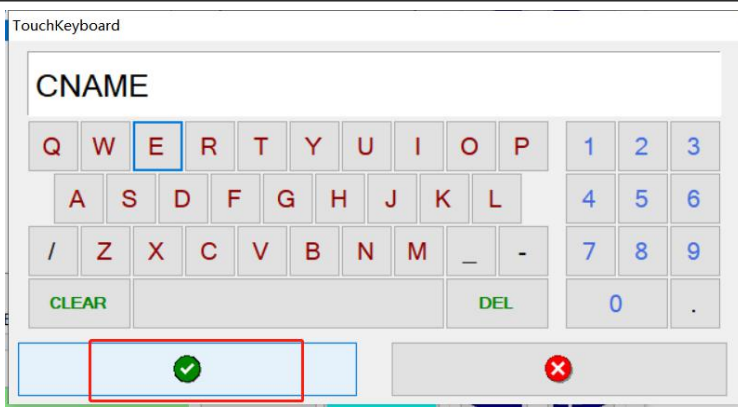 TouchKeyboard
CNAME
Q W E R T Y U I O P 1 2 3
A S D F G H J K L 4 5 6
/ Z X C V B N M _ - 7 8 9
CLEAR DEL 0 .